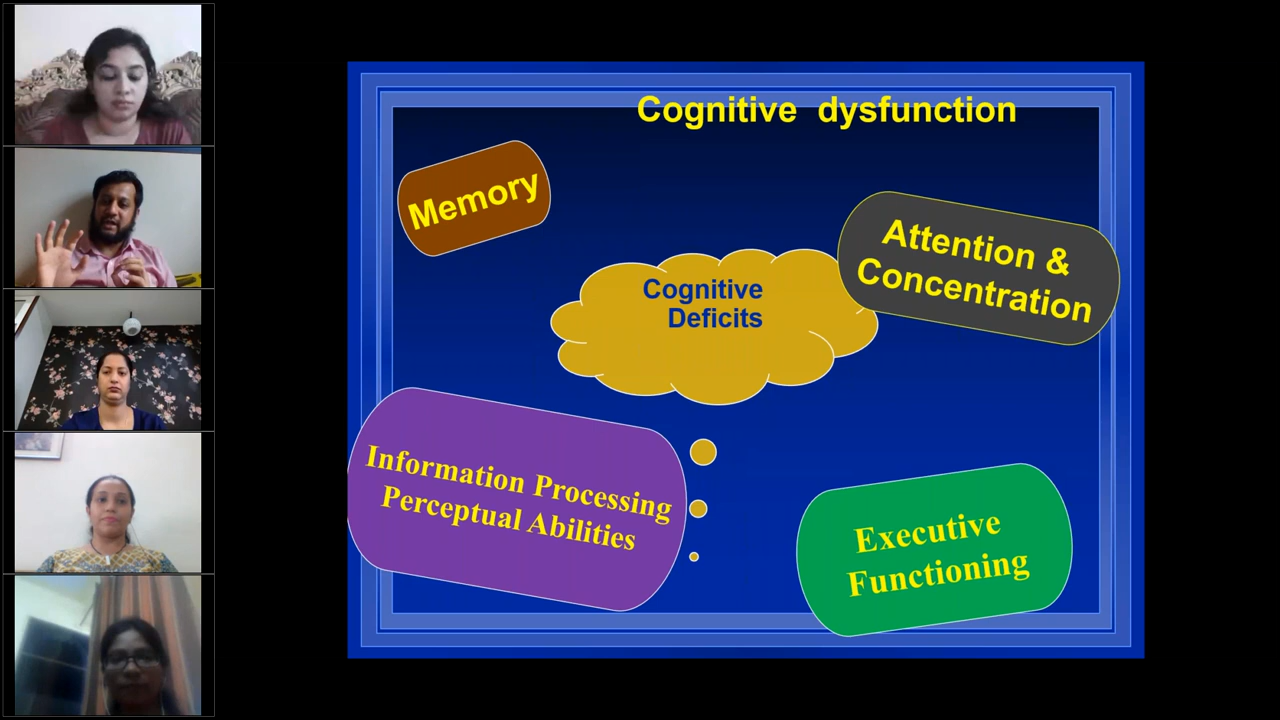 Cognitive dysfunction
Memory
Attention &
Concentration
Cognitive
Deficits
Information Processing
Perceptual Abilities
Executive
Functioning